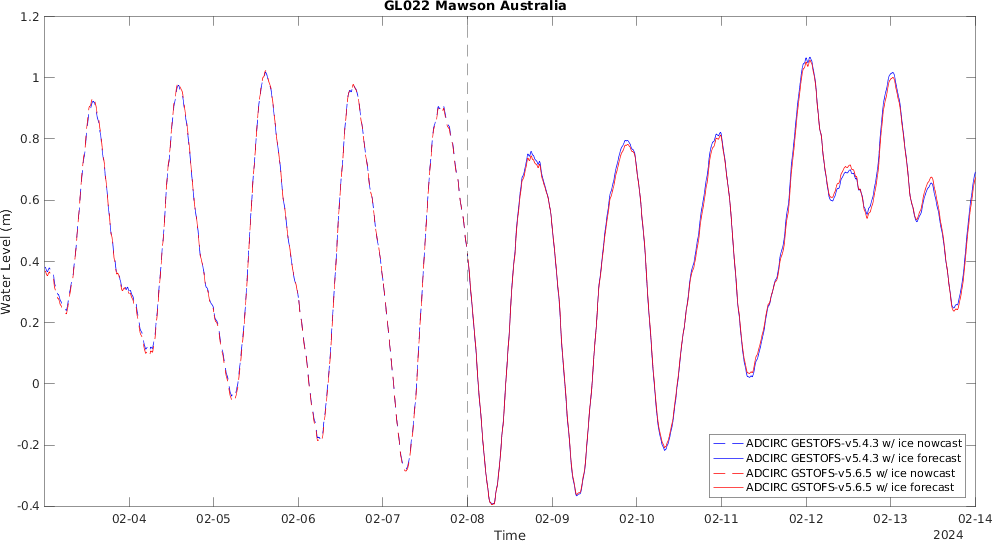 GL022 Mawson Australia
1.2
1
0.8
0.6
0.4
0.2
0
-0.2
-0.4
Water Level (m)
02-04 02-05 02-06 02-07 02-08 02-09 02-10 02-11 02-12 02-13 02-14
Time
2024
ADCIRC GESTOFS-v5.4.3 w/ ice nowcast
ADCIRC GESTOFS-v5.4.3 w/ ice forecast
ADCIRC GSTOFS-v5.6.5 w/ ice nowcast
ADCIRC GSTOFS-v5.6.5 w/ ice forecast